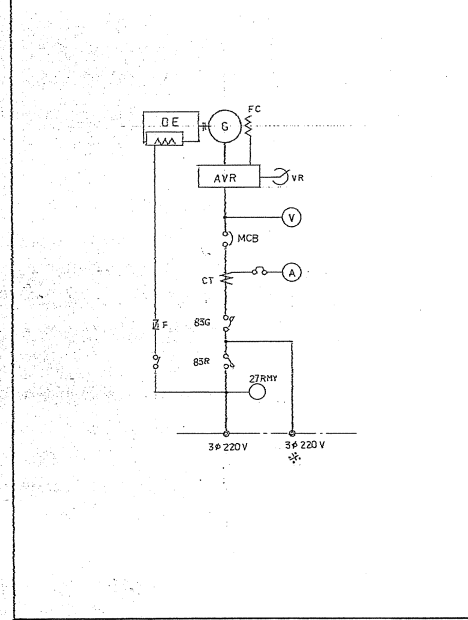 FC
DE
G
AVR
VR
V
MCB
A
CT
F
83G
83R
27RMY
3φ 220V
3φ 220V
※